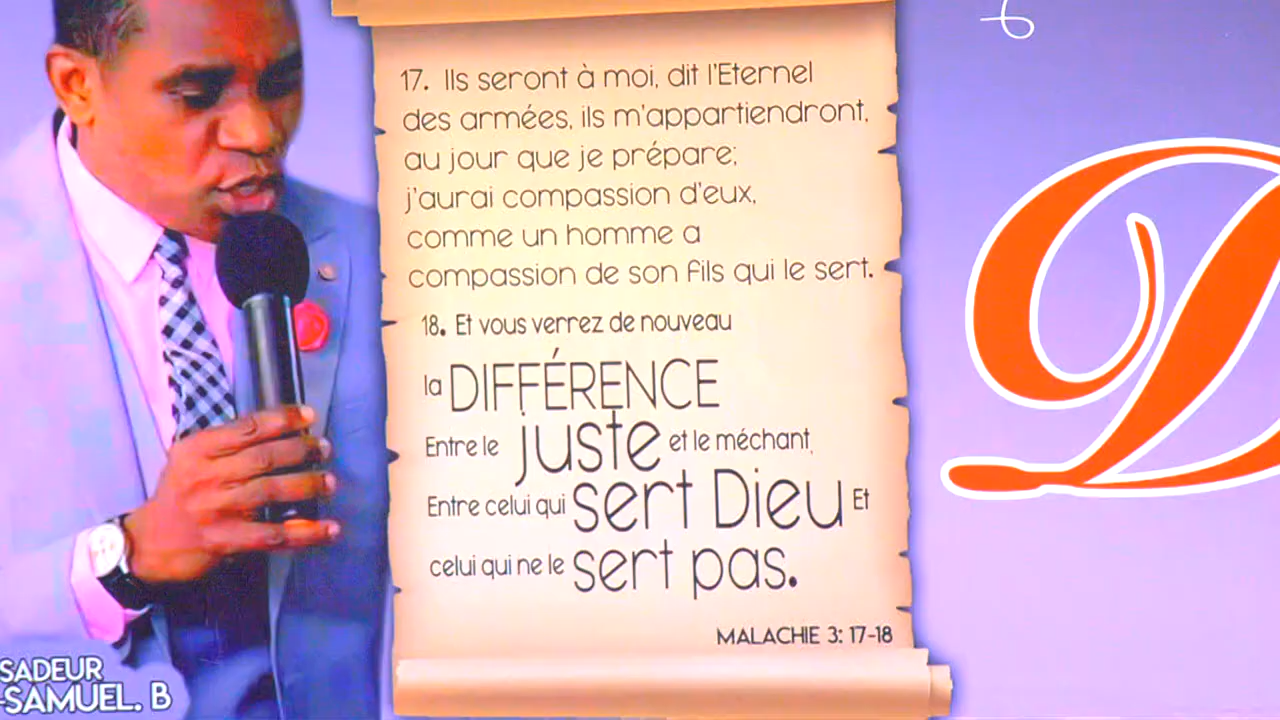 17. Ils seront à moi, dit l'Eternel
des armées, ils m'appartiendront,
au jour que je prépare;
j'aurai compassion d'eux,
comme un homme a
compassion de son fils qui le sert.
18. Et vous verrez de nouveau
la DIFFÉRENCE
Entre le juste et le méchant,
Entre celui qui sert Dieu Et
celui qui ne le sert pas.
MALACHIE 3: 17-18
SADEUR
-SAMUEL. B
D